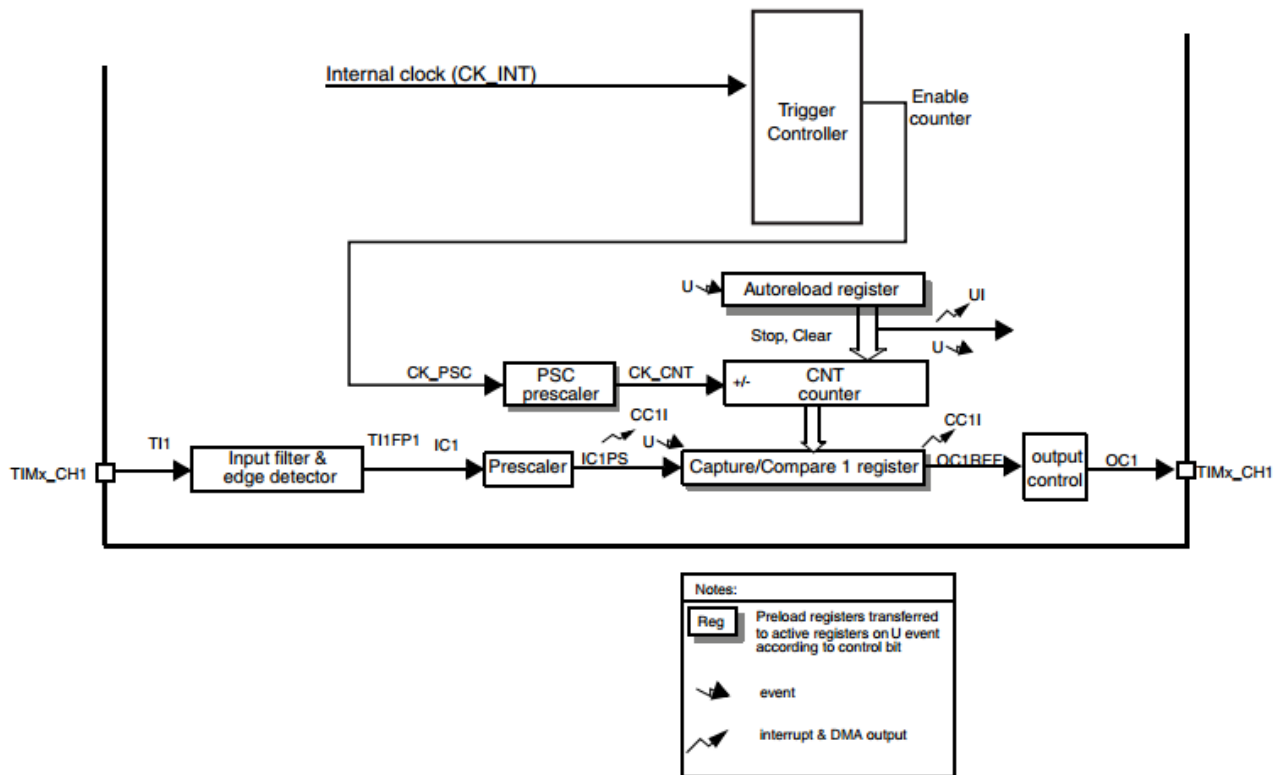 Internal clock (CK_INT)
Trigger
Controller
Enable
counter
U
Autoreload register
UI
Stop, Clear
U
CK_PSC
PSC
prescaler
CK_CNT
+/-
CNT
counter
CC1I
U
CC1I
TIMx_CH1
TI1
Input filter &
edge detector
TI1FP1
IC1
Prescaler
IC1PS
Capture/Compare 1 register
OC1REF
output
control
OC1
TIMx_CH1
Notes:
Reg
Preload registers transferred
to active registers on U event
according to control bit
event
interrupt & DMA output